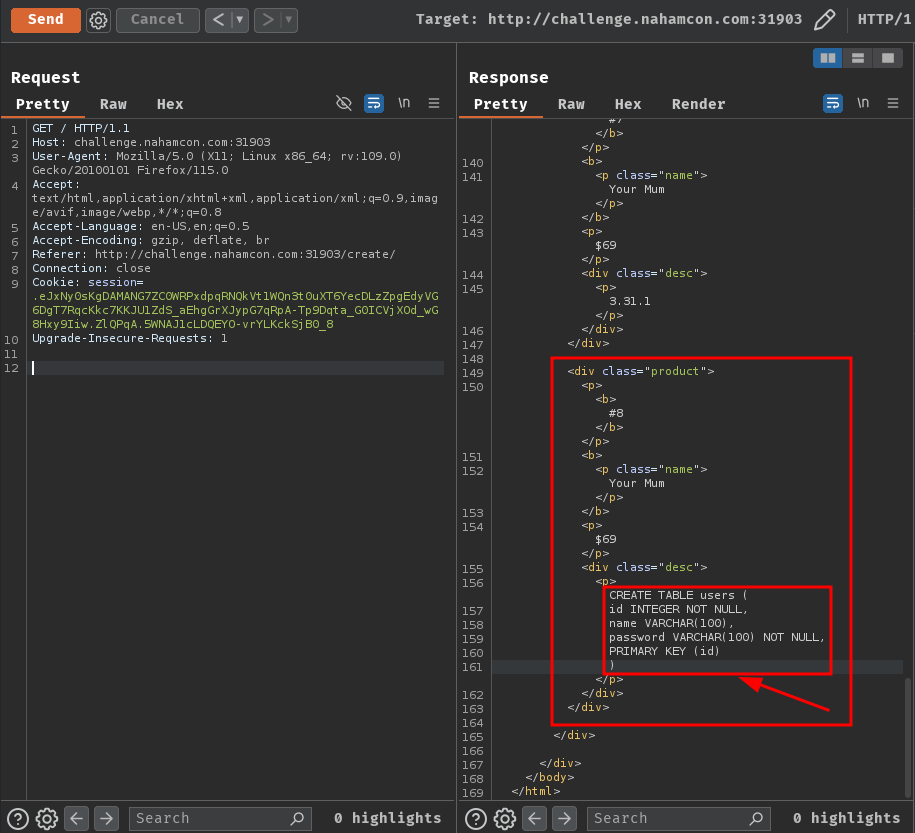 Send Cancel < ▼ > ▼ Target: http://challenge.nahamcon.com:31903 HTTP/1
Request
Pretty Raw Hex \n
1 GET / HTTP/1.1
2 Host: challenge.nahamcon.com:31903
3 User-Agent: Mozilla/5.0 (X11; Linux x86_64; rv:109.0)
Gecko/20100101 Firefox/115.0
4 Accept:
text/html,application/xhtml+xml,application/xml;q=0.9,imag
e/avif,image/webp,*/*;q=0.8
5 Accept-Language: en-US,en;q=0.5
6 Accept-Encoding: gzip, deflate, br
7 Referer: http://challenge.nahamcon.com:31903/create/
8 Connection: close
9 Cookie: session=
10 Upgrade-Insecure-Requests: 1
11
12
Search 0 highlights
Response
Pretty Raw Hex Render \n
#7
</b>
</p>
140 <b>
141 <p class="name">
Your Mum
</p>
142 </b>
143 <p>
$69
</p>
144 <div class="desc">
145 <p>
3.31.1
</p>
146 </div>
147 </div>
148
149 <div class="product">
150 <p>
<b>
#8
</b>
</p>
151 <b>
152 <p class="name">
Your Mum
</p>
153 </b>
154 <p>
$69
</p>
155 <div class="desc">
156 <p>
CREATE TABLE users (
157 id INTEGER NOT NULL,
158 name VARCHAR(100),
159 password VARCHAR(100) NOT NULL,
160 PRIMARY KEY (id)
161 )
</p>
162 </div>
163 </div>
164
165 </div>
166
167 </div>
168 </body>
169 </html>
Search 0 highlights